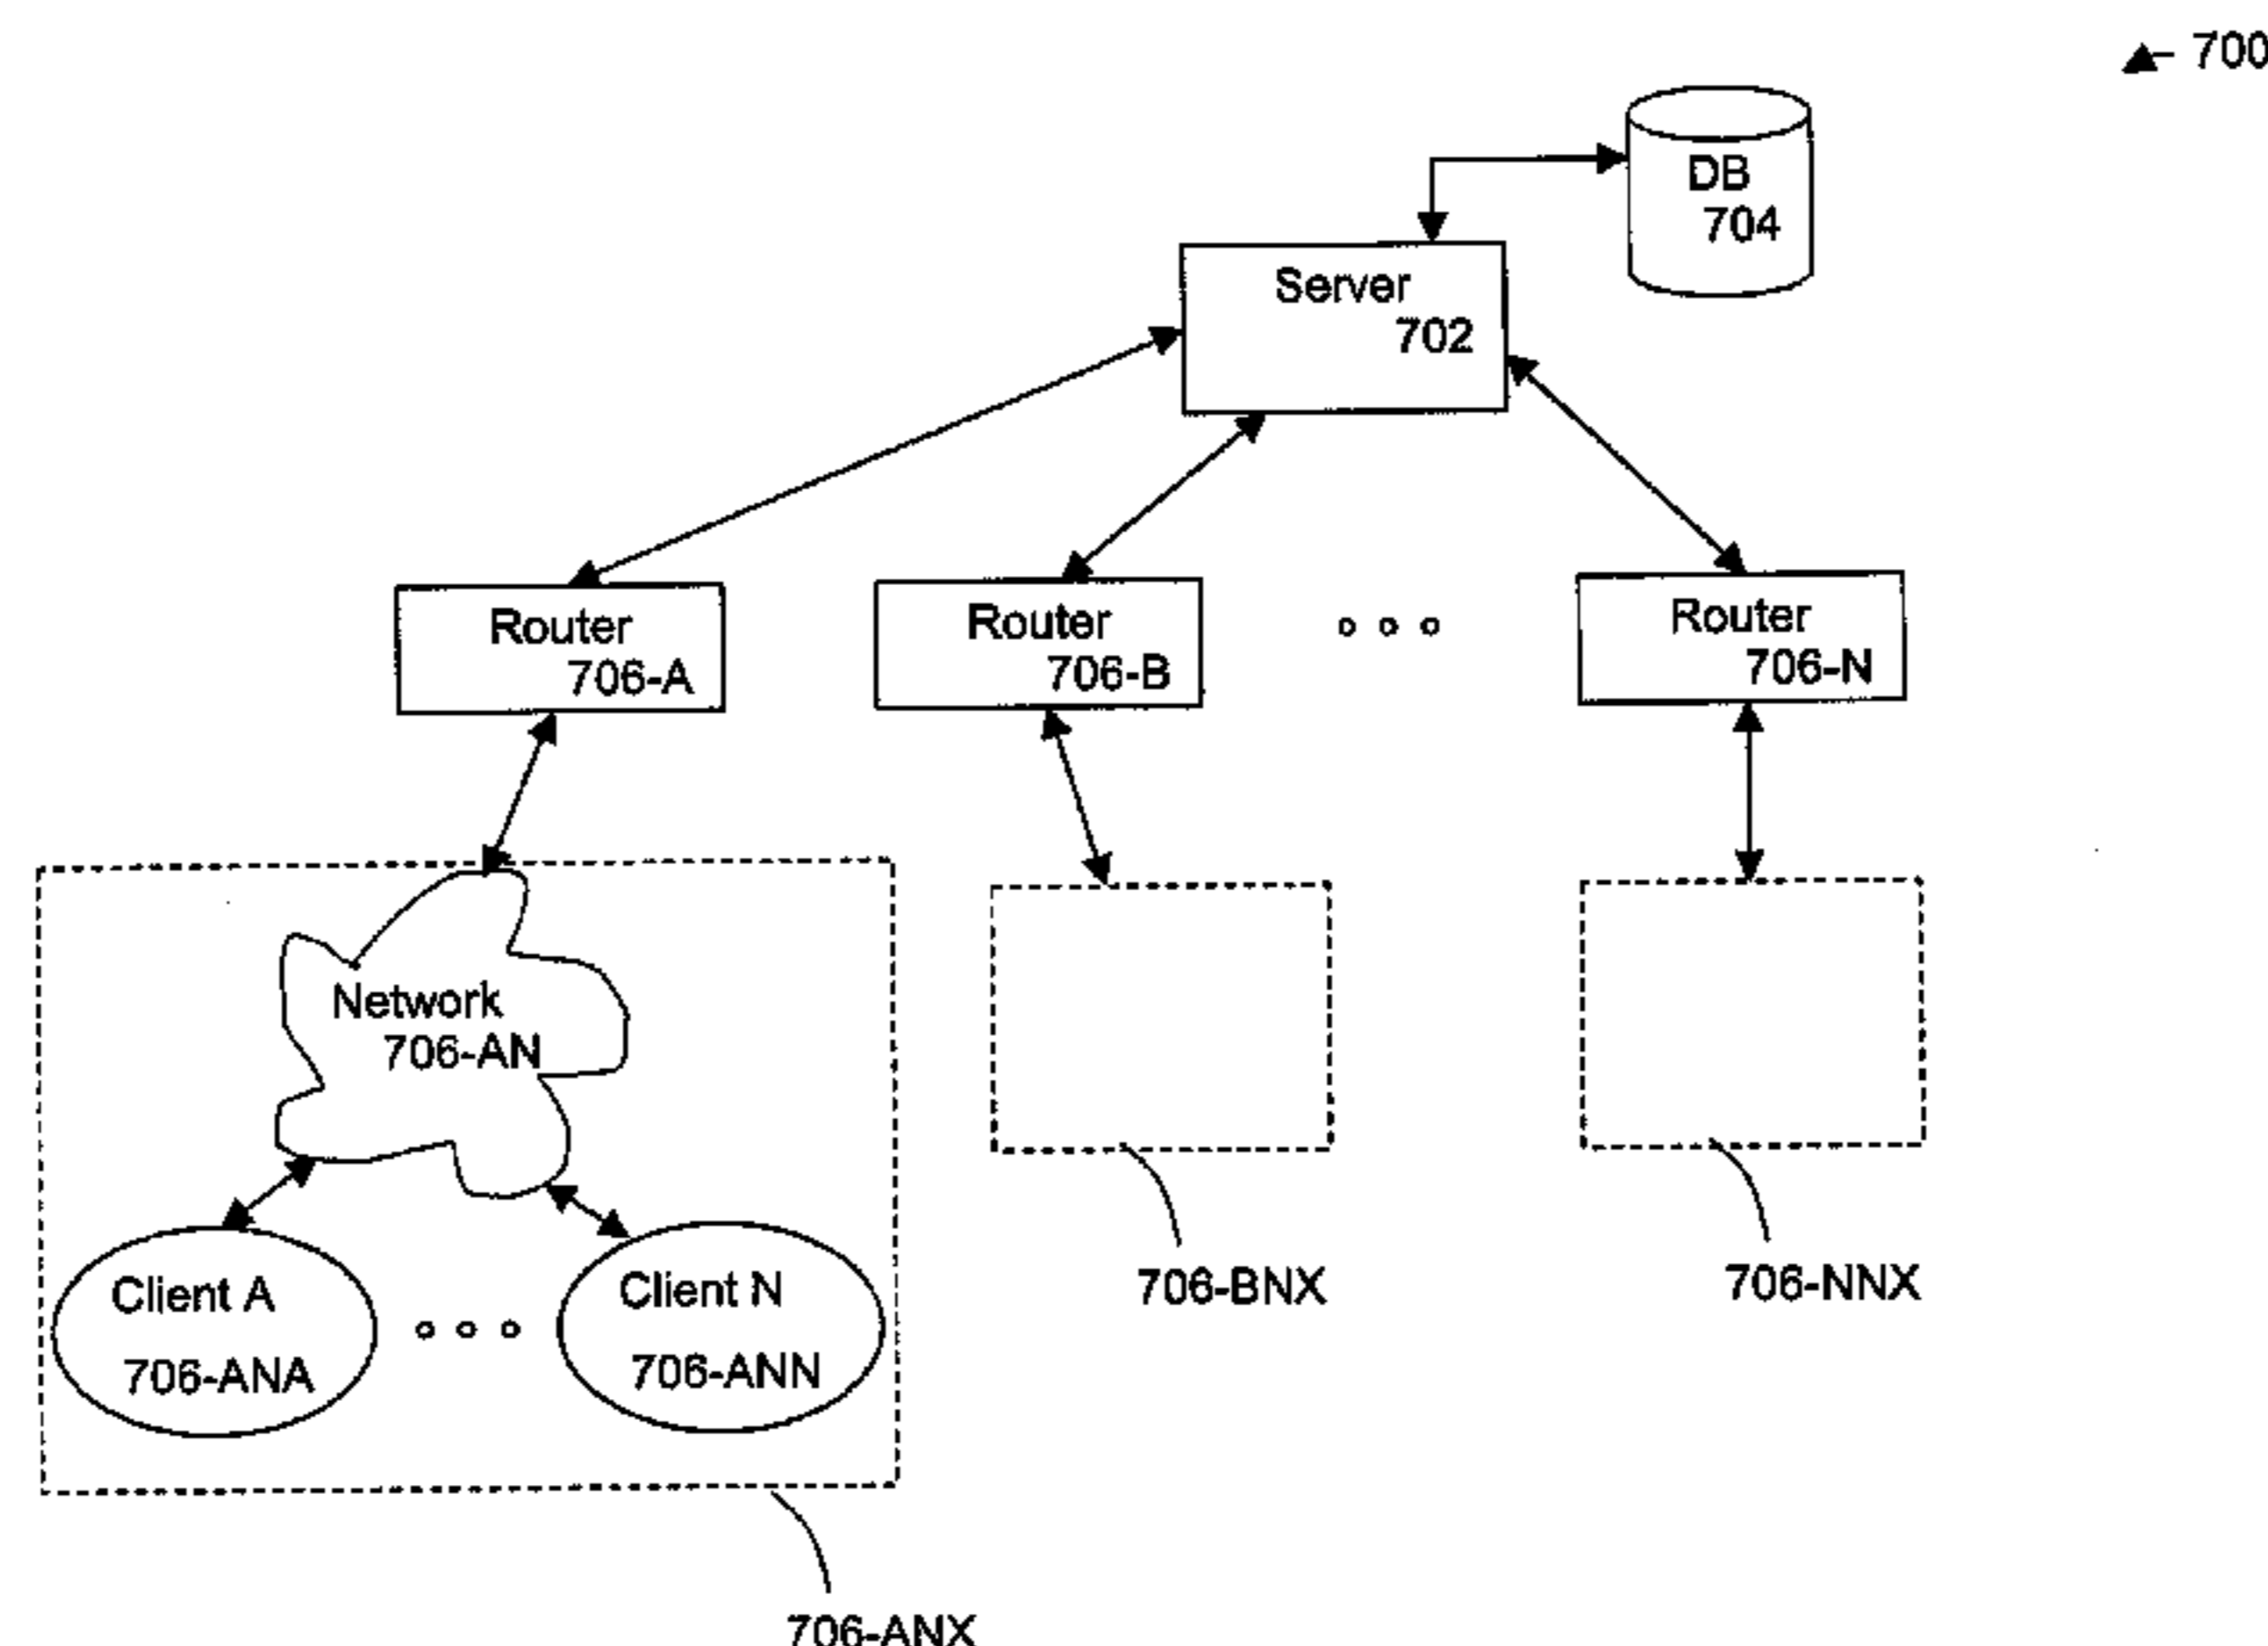 700
DB
704
Server
702
Router
706-A
Router
706-B
Router
706-N
Network
706-AN
Client A
706-ANA
Client N
706-ANN
706-BNX
706-NNX
706-ANX